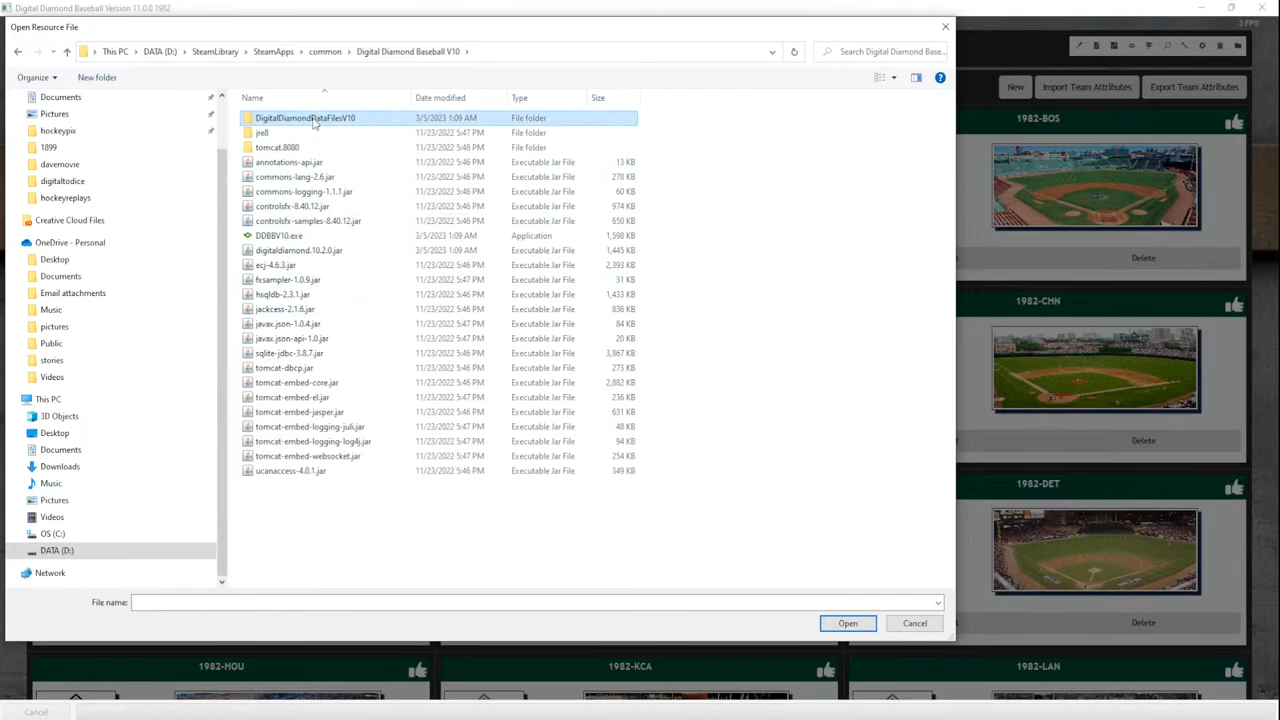 Digital Diamond Baseball Version 11.0.0 1982
3 FPS
Open Resource File
This PC > DATA (D:) > SteamLibrary > SteamApps > common > Digital Diamond Baseball V10 >
Search Digital Diamond Base...
Organize
New folder
New
Import Team Attributes
Export Team Attributes
Name
Date modified
Type
Size
Documents
Pictures
hockeypix
1899
davemovie
digitaltodice
hockeyreplays
Creative Cloud Files
OneDrive - Personal
Desktop
Documents
Email attachments
Music
pictures
Public
stories
Videos
This PC
3D Objects
Desktop
Documents
Downloads
Music
Pictures
Videos
OS (C:)
DATA (D:)
Network
DigitalDiamondDataFilesV10 3/5/2023 1:09 AM File folder
jre8 11/23/2022 5:47 PM File folder
tomcat.8080 11/23/2022 5:48 PM File folder
annotations-api.jar 11/23/2022 5:46 PM Executable Jar File 13 KB
commons-lang-2.6.jar 11/23/2022 5:46 PM Executable Jar File 278 KB
commons-logging-1.1.1.jar 11/23/2022 5:46 PM Executable Jar File 60 KB
controlsfx-8.40.12.jar 11/23/2022 5:46 PM Executable Jar File 974 KB
controlsfx-samples-8.40.12.jar 11/23/2022 5:46 PM Executable Jar File 650 KB
DDBBV10.exe 3/5/2023 1:09 AM Application 1,598 KB
digitaldiamond.10.2.0.jar 3/5/2023 1:09 AM Executable Jar File 1,445 KB
ecj-4.6.3.jar 11/23/2022 5:46 PM Executable Jar File 2,393 KB
fxsampler-1.0.9.jar 11/23/2022 5:47 PM Executable Jar File 31 KB
hsqldb-2.3.1.jar 11/23/2022 5:46 PM Executable Jar File 1,433 KB
jackcess-2.1.6.jar 11/23/2022 5:46 PM Executable Jar File 836 KB
javax.json-1.0.4.jar 11/23/2022 5:47 PM Executable Jar File 84 KB
javax.json-api-1.0.jar 11/23/2022 5:47 PM Executable Jar File 20 KB
sqlite-jdbc-3.8.7.jar 11/23/2022 5:46 PM Executable Jar File 3,867 KB
tomcat-dbcp.jar 11/23/2022 5:46 PM Executable Jar File 273 KB
tomcat-embed-core.jar 11/23/2022 5:46 PM Executable Jar File 2,882 KB
tomcat-embed-el.jar 11/23/2022 5:47 PM Executable Jar File 236 KB
tomcat-embed-jasper.jar 11/23/2022 5:47 PM Executable Jar File 631 KB
tomcat-embed-logging-juli.jar 11/23/2022 5:47 PM Executable Jar File 48 KB
tomcat-embed-logging-log4j.jar 11/23/2022 5:47 PM Executable Jar File 94 KB
tomcat-embed-websocket.jar 11/23/2022 5:46 PM Executable Jar File 254 KB
ucanaccess-4.0.1.jar 11/23/2022 5:46 PM Executable Jar File 349 KB
1982-BOS
Delete
1982-CHN
Delete
1982-DET
Delete
File name:
Open
Cancel
1982-HOU
1982-KCA
1982-LAN
Cancel